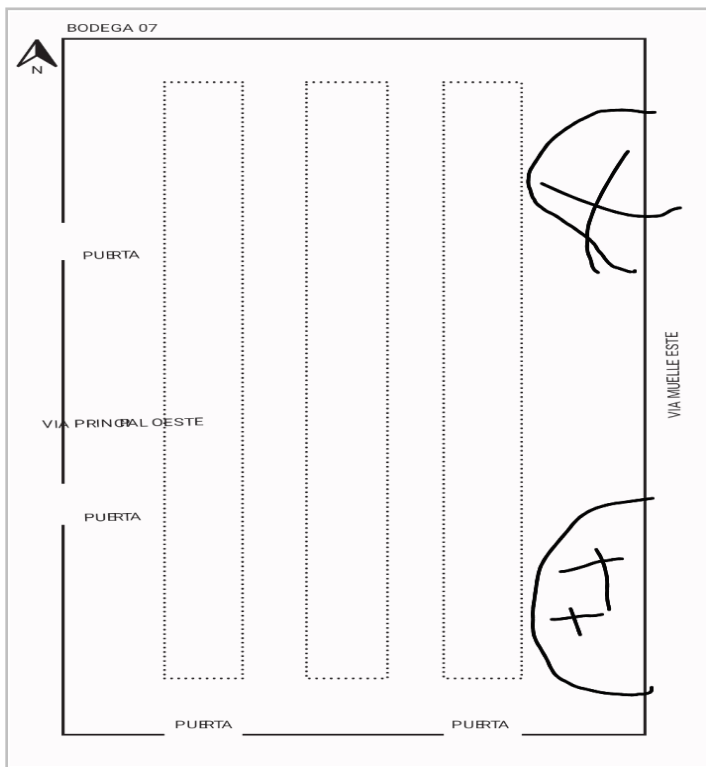 BODEGA 07
N
PUERTA
VIA MUELLE ESTE
VIA PRINCIPAL OESTE
PUERTA
PUERTA
PUERTA